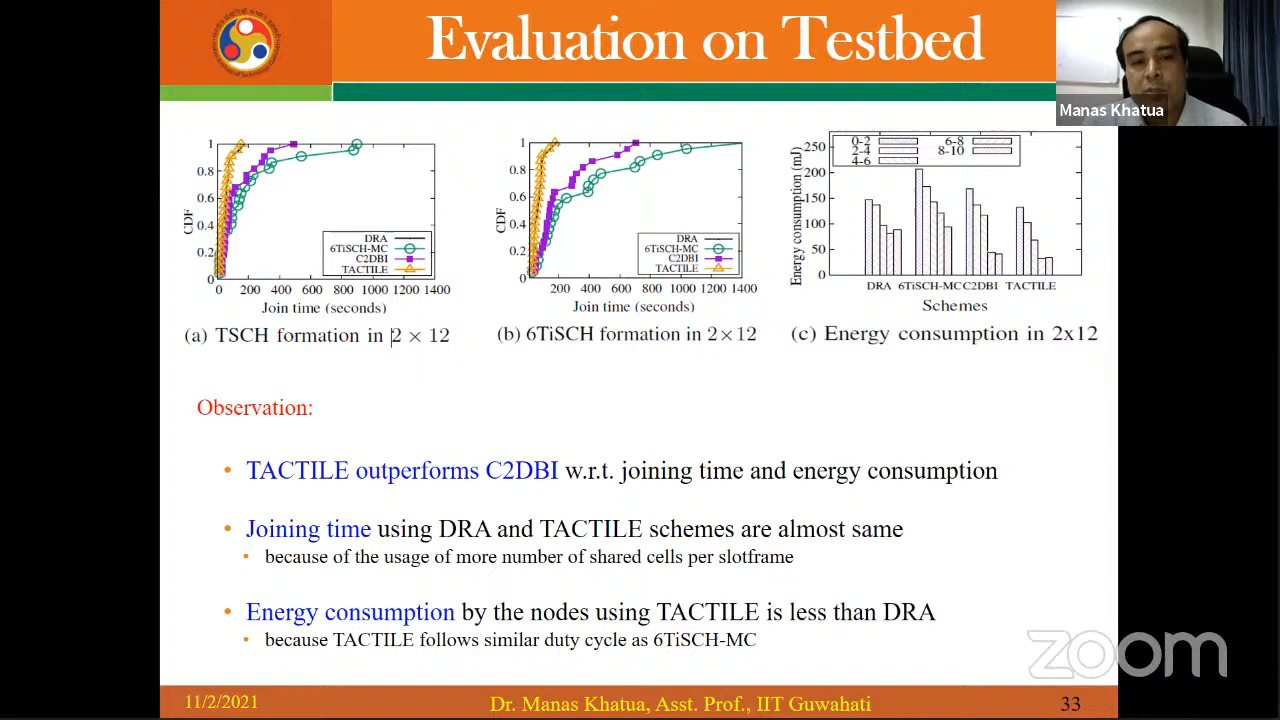 Evaluation on Testbed
Manas Khatua
CDF
1
0.8
0.6
0.4
0.2
0
DRA
6TiSCH-MC
C2DBI
TACTILE
0 200 400 600 800 1000 1200 1400
Join time (seconds)
(a) TSCH formation in 2 × 12
CDF
1
0.8
0.6
0.4
0.2
0
DRA
6TiSCH-MC
C2DBI
TACTILE
200 400 600 800 1000 1200 1400
Join time (seconds)
(b) 6TiSCH formation in 2×12
Energy consumption (mJ)
250
200
150
100
50
0
0-2 6-8
2-4 8-10
4-6
DRA 6TiSCH-MC C2DBI TACTILE
Schemes
(c) Energy consumption in 2x12
Observation:
• TACTILE outperforms C2DBI w.r.t. joining time and energy consumption
• Joining time using DRA and TACTILE schemes are almost same
• because of the usage of more number of shared cells per slotframe
• Energy consumption by the nodes using TACTILE is less than DRA
• because TACTILE follows similar duty cycle as 6TiSCH-MC
zoom
11/2/2021 Dr. Manas Khatua, Asst. Prof., IIT Guwahati 33